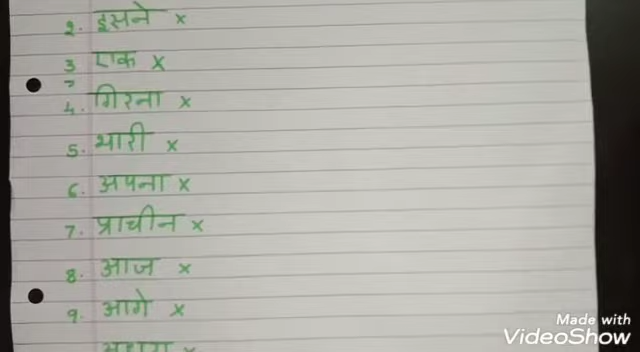 2. इसने ×
3 एक ×
4. गिरना ×
5. भारी ×
6. अपना ×
7. प्राचीन ×
8. आज ×
9. आगे ×
Made with
VideoShow